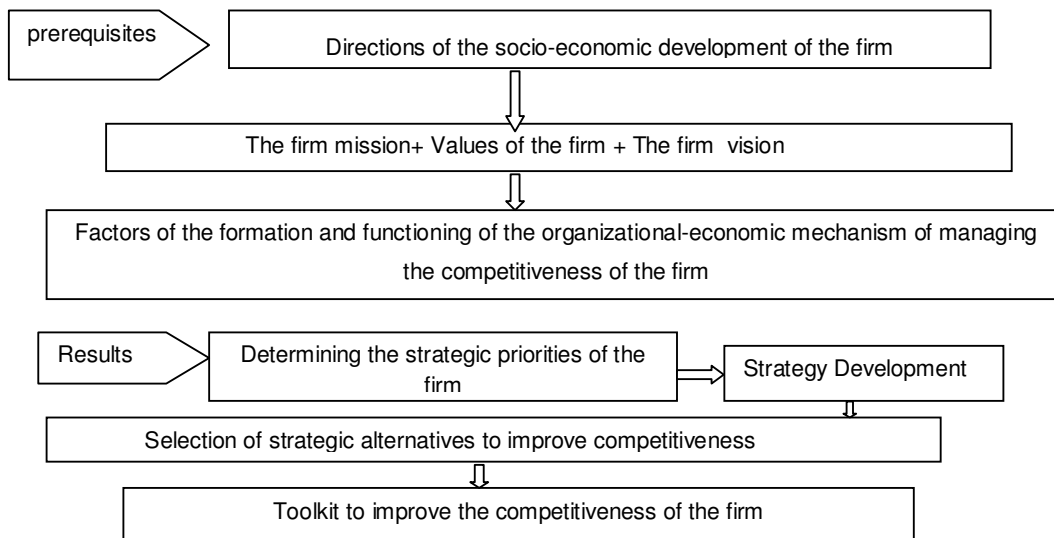 prerequisites
Directions of the socio-economic development of the firm
The firm mission+ Values of the firm + The firm vision
Factors of the formation and functioning of the organizational-economic mechanism of managing
the competitiveness of the firm
Results
Determining the strategic priorities of the
firm
Strategy Development
Selection of strategic alternatives to improve competitiveness
Toolkit to improve the competitiveness of the firm